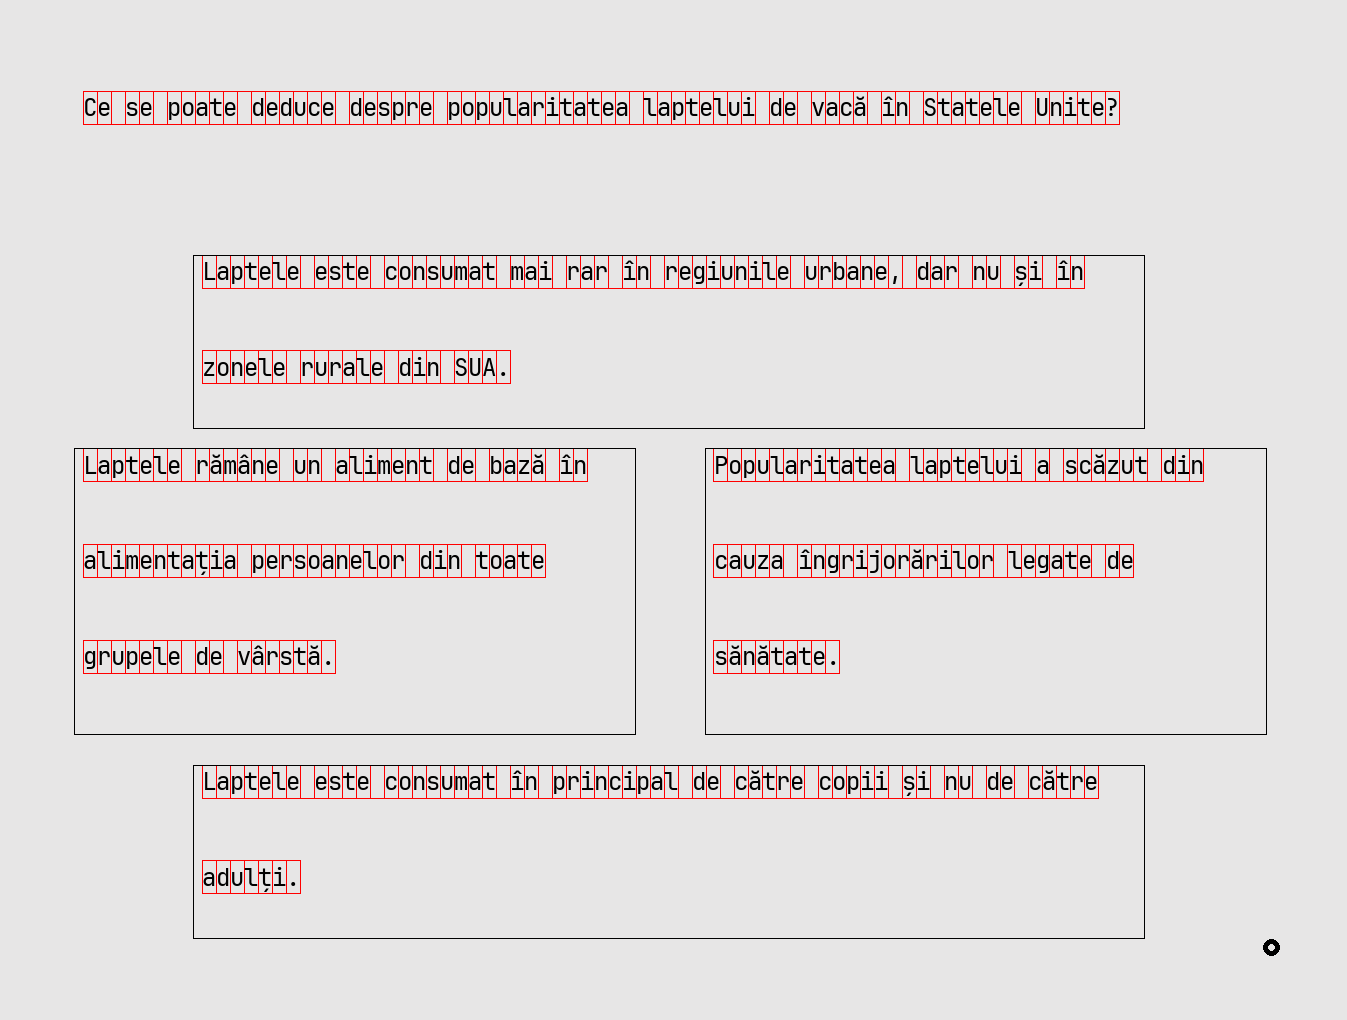 Ce se poate deduce despre popularitatea laptelui de vacă în Statele Unite?
Laptele este consumat mai rar în regiunile urbane, dar nu și în
zonele rurale din SUA.
Laptele rămâne un aliment de bază în
alimentația persoanelor din toate
grupele de vârstă.
Popularitatea laptelui a scăzut din
cauza îngrijorărilor legate de
sănătate.
Laptele este consumat în principal de către copii și nu de către
adulți.